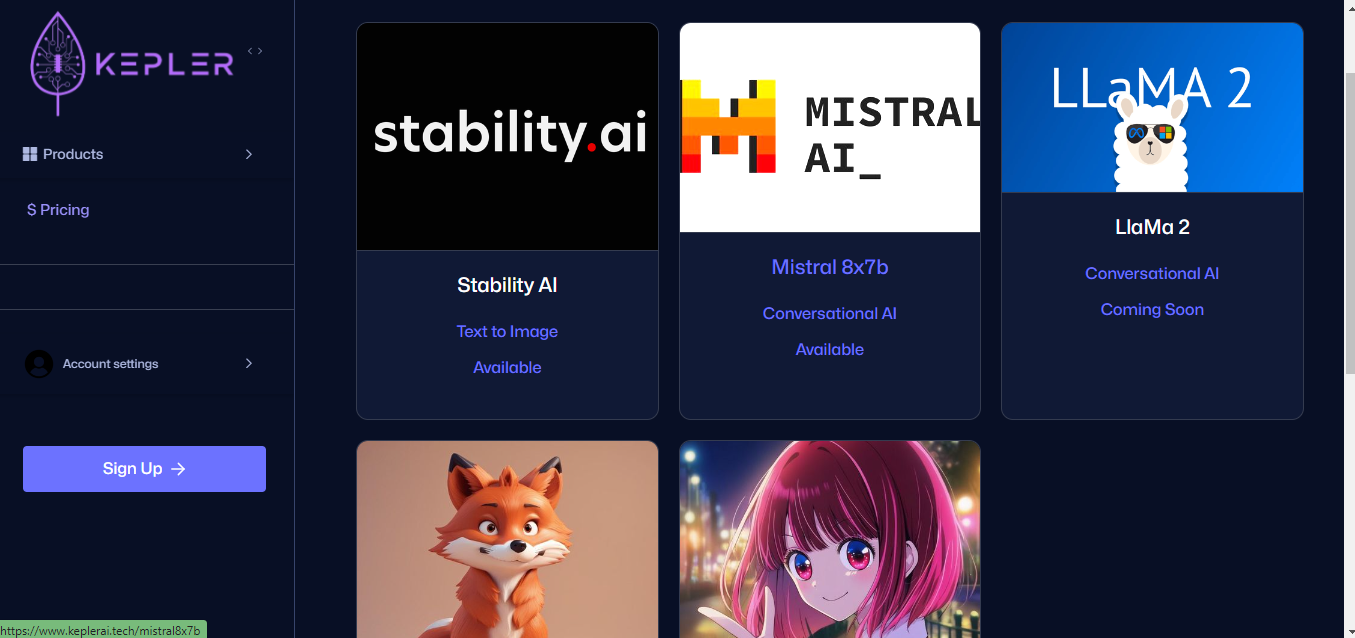 KEPLER
< >
Products
$ Pricing
Account settings
Sign Up →
stability.ai
Stability AI
Text to Image
Available
MISTRAL
AI_
Mistral 8x7b
Conversational AI
Available
LLaMA 2
LlaMa 2
Conversational AI
Coming Soon
https://www.keplerai.tech/mistral8x7b